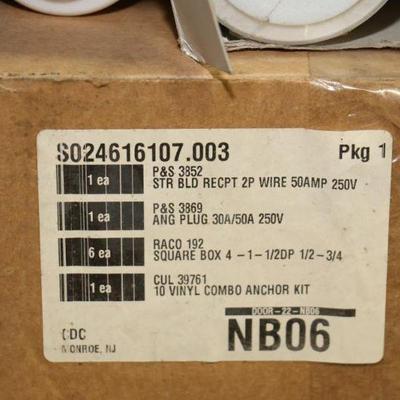 S024616107.003 Pkg 1
P&S 3852
1 ea STR BLD RECPT 2P WIRE 50AMP 250V
P&S 3869
1 ea ANG PLUG 30A/50A 250V
RACO 192
6 ea SQUARE BOX 4 -1-1/2DP 1/2-3/4
CUL 39761
1 ea 10 VINYL COMBO ANCHOR KIT
DOOR-22-NB06
CDC NB06
MONROE, NJ